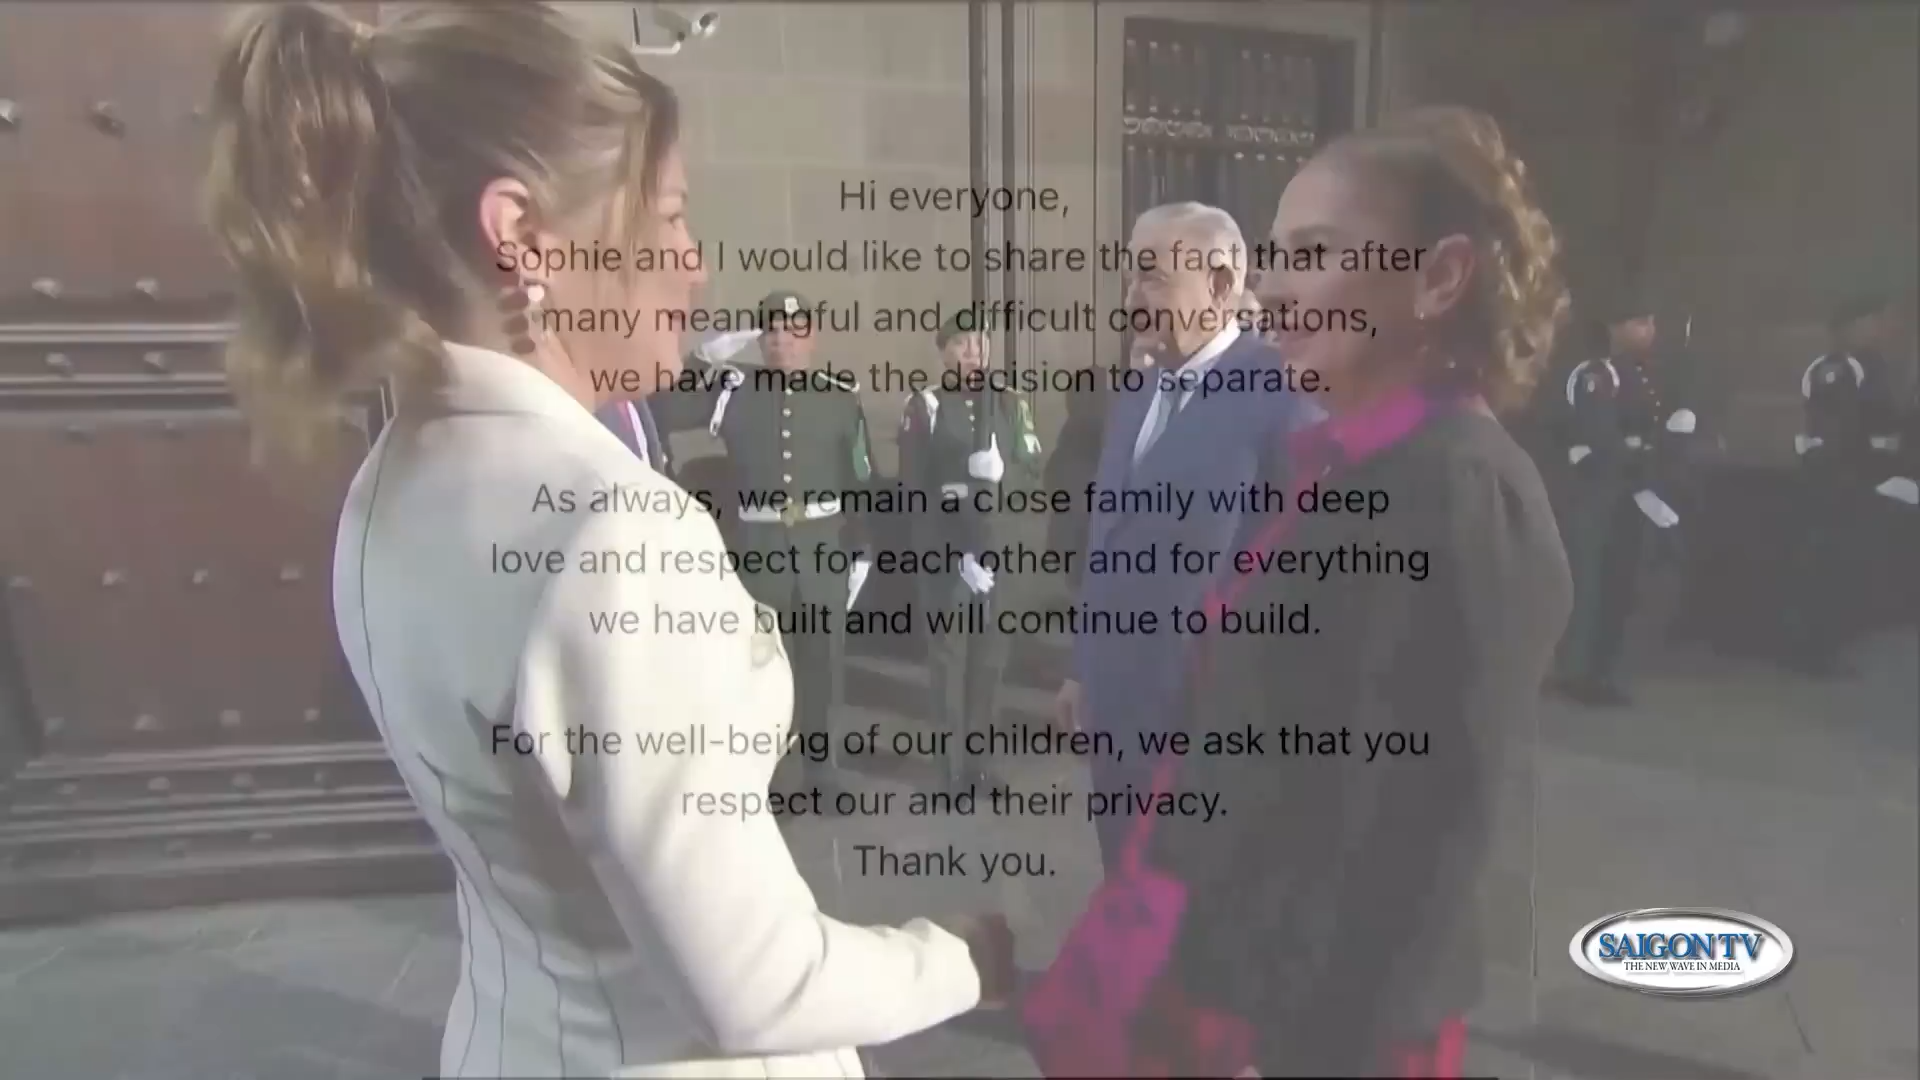 Hi everyone,
Sophie and I would like to share the fact that after
many meaningful and difficult conversations,
we have made the decision to separate.
As always, we remain a close family with deep
love and respect for each other and for everything
we have built and will continue to build.
For the well-being of our children, we ask that you
respect our and their privacy.
Thank you.
SAIGON TV
THE NEW WAVE IN MEDIA